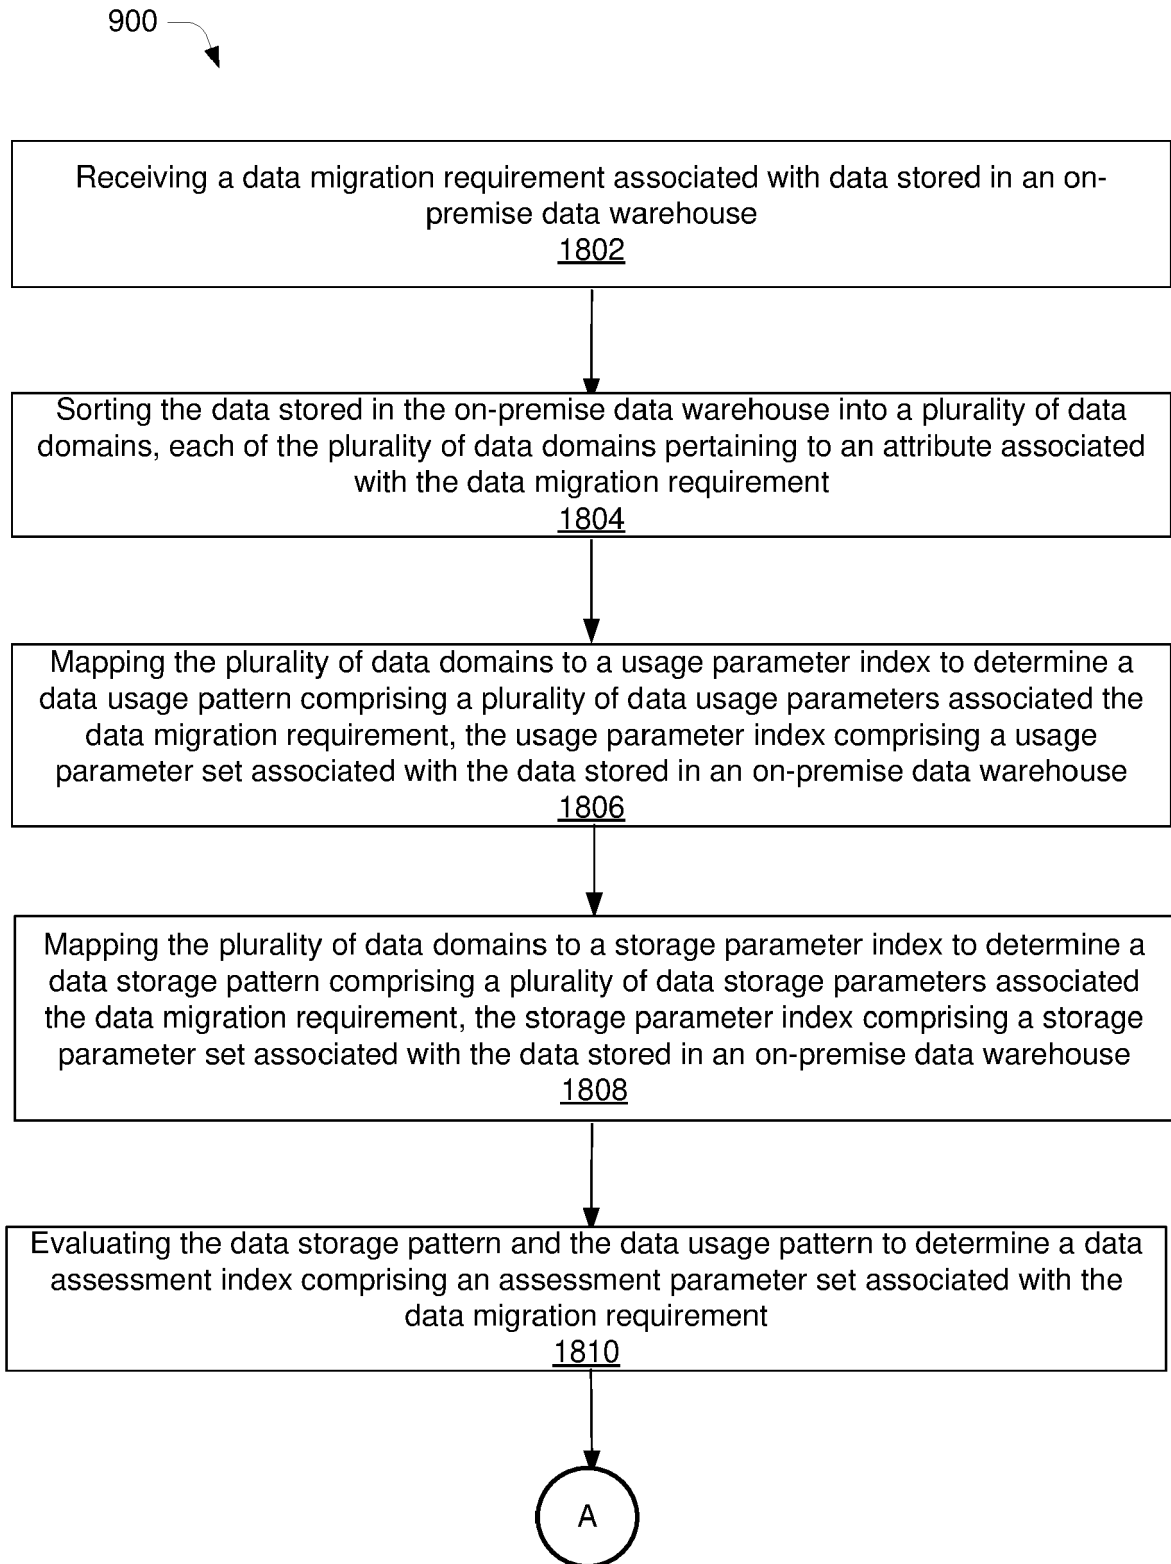 900
Receiving a data migration requirement associated with data stored in an on-
premise data warehouse
1802
Sorting the data stored in the on-premise data warehouse into a plurality of data
domains, each of the plurality of data domains pertaining to an attribute associated
with the data migration requirement
1804
Mapping the plurality of data domains to a usage parameter index to determine a
data usage pattern comprising a plurality of data usage parameters associated the
data migration requirement, the usage parameter index comprising a usage
parameter set associated with the data stored in an on-premise data warehouse
1806
Mapping the plurality of data domains to a storage parameter index to determine a
data storage pattern comprising a plurality of data storage parameters associated
the data migration requirement, the storage parameter index comprising a storage
parameter set associated with the data stored in an on-premise data warehouse
1808
Evaluating the data storage pattern and the data usage pattern to determine a data
assessment index comprising an assessment parameter set associated with the
data migration requirement
1810
A